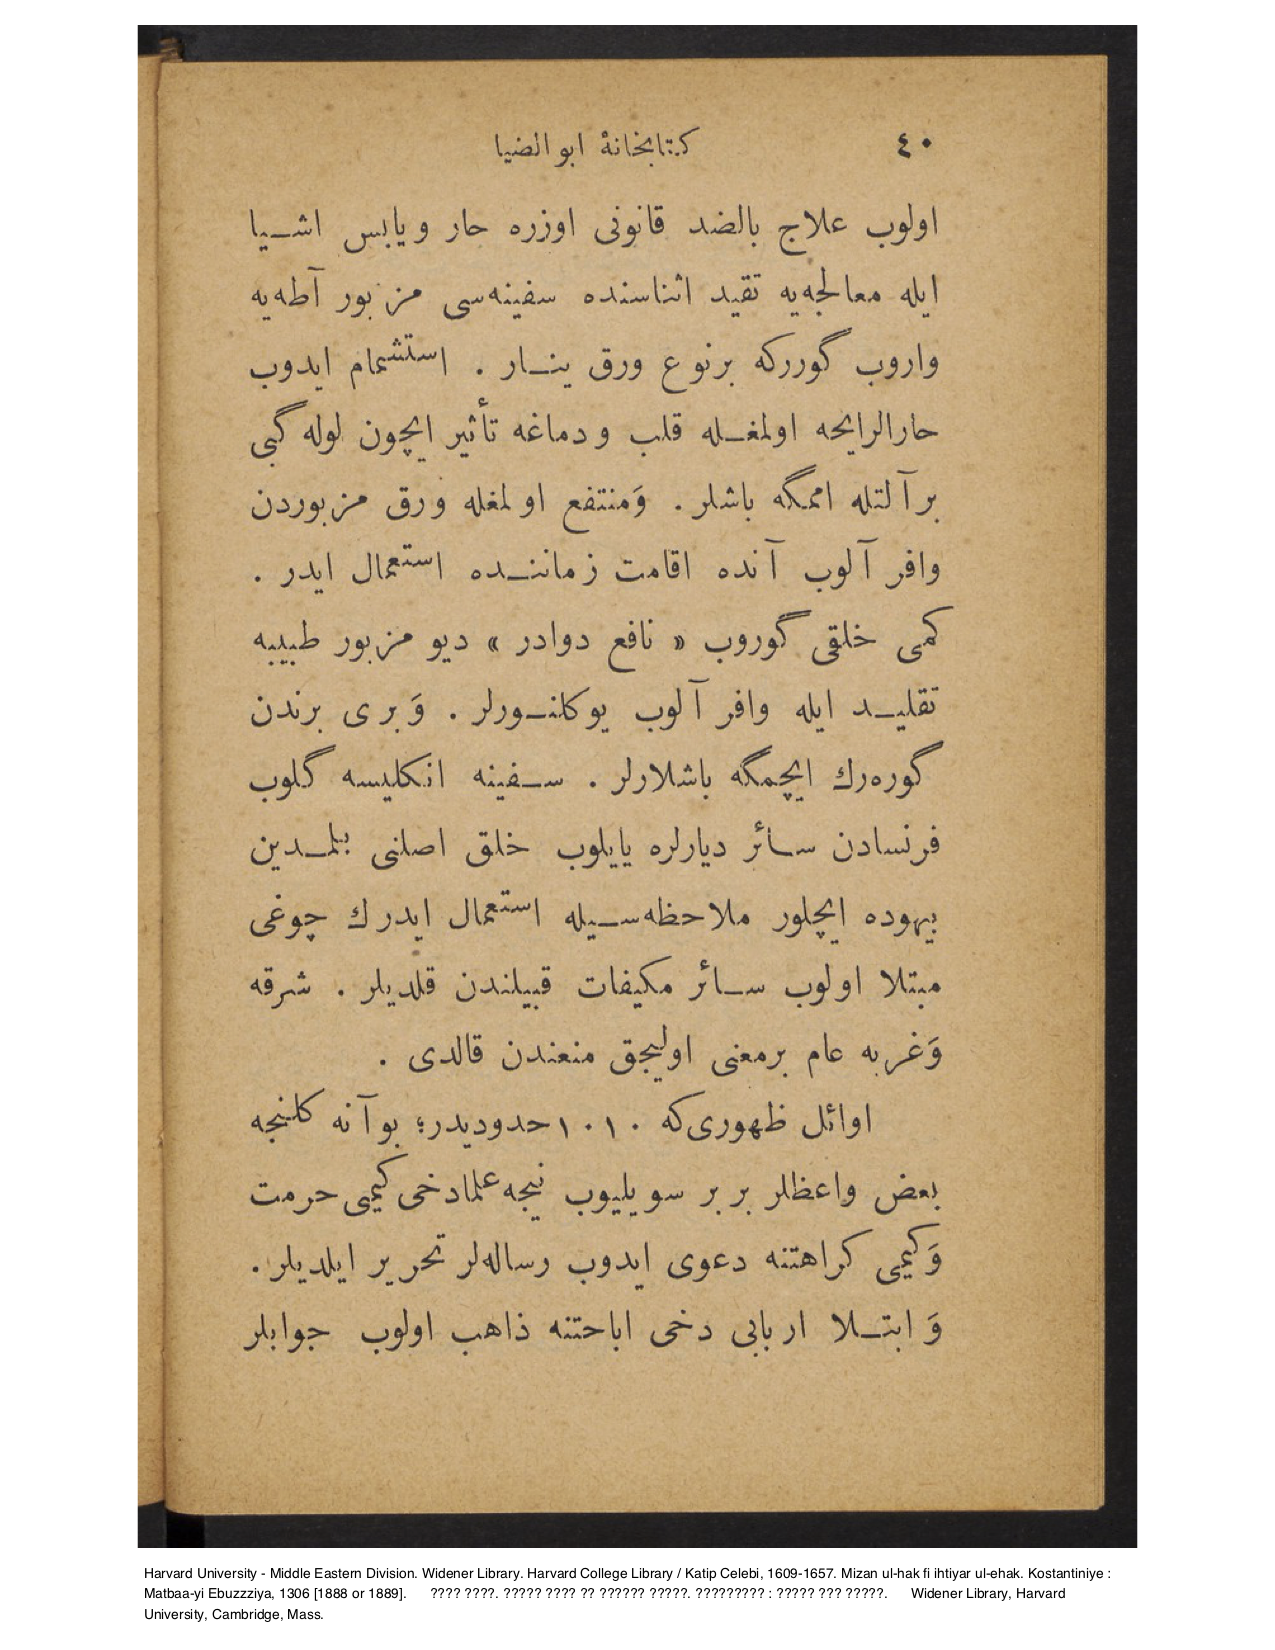 ٤٠ كتابخانۀ ابوالضيا
اولوب علاج بالضد قانونی اوزره حار ویابس اشیا
ایله معالجه‌یه تقید اثناسنده سفینه‌سی مزبور آطه‌یه
واروب گوررکه برنوع ورق ینار . استشمام ایدوب
حارالرایحه اولمغله قلب ودماغه تأثیر ایچون لوله گبی
برآلتله اممگه باشلر . وَمنتفع اولمغله ورق مزبوردن
وافر آلوب آنده اقامت زماننده استعمال ایدر .
کمی خلقی گوروب « نافع دوادر » دیو مزبور طبیبه
تقلید ایله وافر آلوب یوکلنورلر . وَبری برندن
گوره‌رك ایچمگه باشلارلر . سفینه انکلیسه گلوب
فرنسادن سائر دیارلره یایلوب خلق اصلنی بلمدین
بیهوده ایچلور ملاحظه‌سیله استعمال ایدرك چوغی
مبتلا اولوب سائر مکیفات قبیلندن قلدیلر . شرقه
وَغربه عام برمعنی اولیجق منعندن قالدی .
اوائل ظهوری‌که ١٠١٠ حدودیدر؛ بوآنه کلنجه
بعض واعظلر بربر سویلیوب نیجه علمادخی کیمی حرمت
وَکیمی کراهتنه دعوی ایدوب رساله‌لر تحریر ایلدیلر .
وَ ابتلا اربابی دخی اباحتنه ذاهب اولوب جوابلر
Harvard University - Middle Eastern Division. Widener Library. Harvard College Library / Katip Celebi, 1609-1657. Mizan ul-hak fi ihtiyar ul-ehak. Kostantiniye :
Matbaa-yi Ebuzzziya, 1306 [1888 or 1889]. ???? ????. ????? ???? ?? ?????? ?????. ????????? : ????? ??? ?????. Widener Library, Harvard
University, Cambridge, Mass.